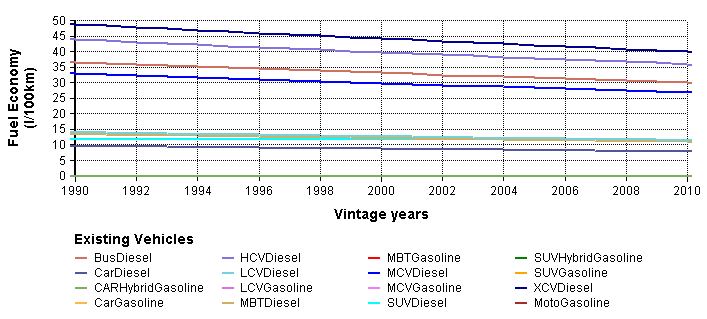 50
45
40
35
30
25
20
15
10
5
0
Fuel Economy
(l/100km)
1990 1992 1994 1996 1998 2000 2002 2004 2006 2008 2010
Vintage years
Existing Vehicles
BusDiesel HCVDiesel MBTGasoline SUVHybridGasoline
CarDiesel LCVDiesel MCVDiesel SUVGasoline
CARHybridGasoline LCVGasoline MCVGasoline XCVDiesel
CarGasoline MBTDiesel SUVDiesel MotoGasoline